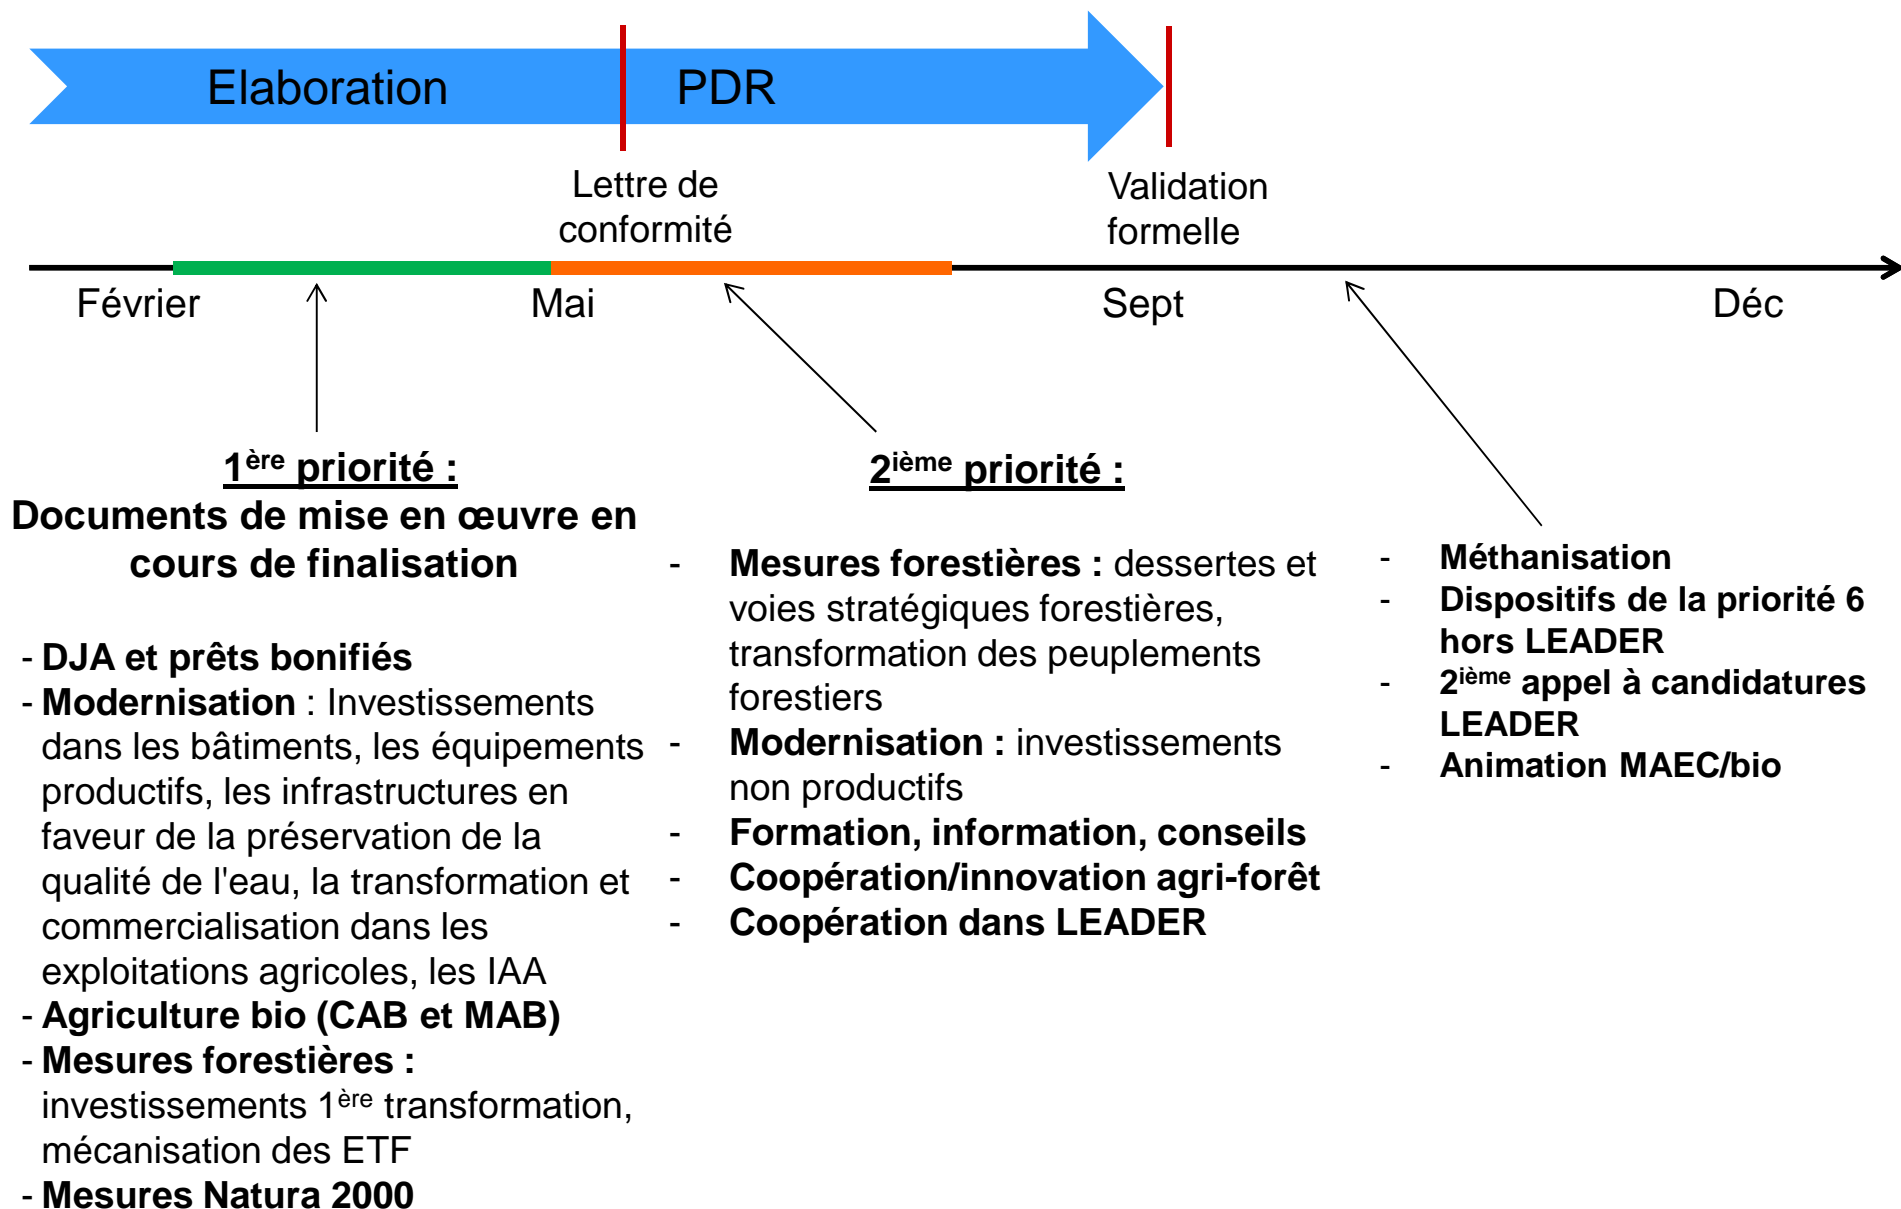 Elaboration PDR
Lettre de
conformité
Validation
formelle
Février Mai Sept Déc
1ère priorité :
Documents de mise en œuvre en
cours de finalisation
- DJA et prêts bonifiés
- Modernisation : Investissements
dans les bâtiments, les équipements
productifs, les infrastructures en
faveur de la préservation de la
qualité de l'eau, la transformation et
commercialisation dans les
exploitations agricoles, les IAA
- Agriculture bio (CAB et MAB)
- Mesures forestières :
investissements 1ère transformation,
mécanisation des ETF
- Mesures Natura 2000
2ième priorité :
- Mesures forestières : dessertes et
voies stratégiques forestières,
transformation des peuplements
forestiers
- Modernisation : investissements
non productifs
- Formation, information, conseils
- Coopération/innovation agri-forêt
- Coopération dans LEADER
- Méthanisation
- Dispositifs de la priorité 6
hors LEADER
- 2ième appel à candidatures
LEADER
- Animation MAEC/bio